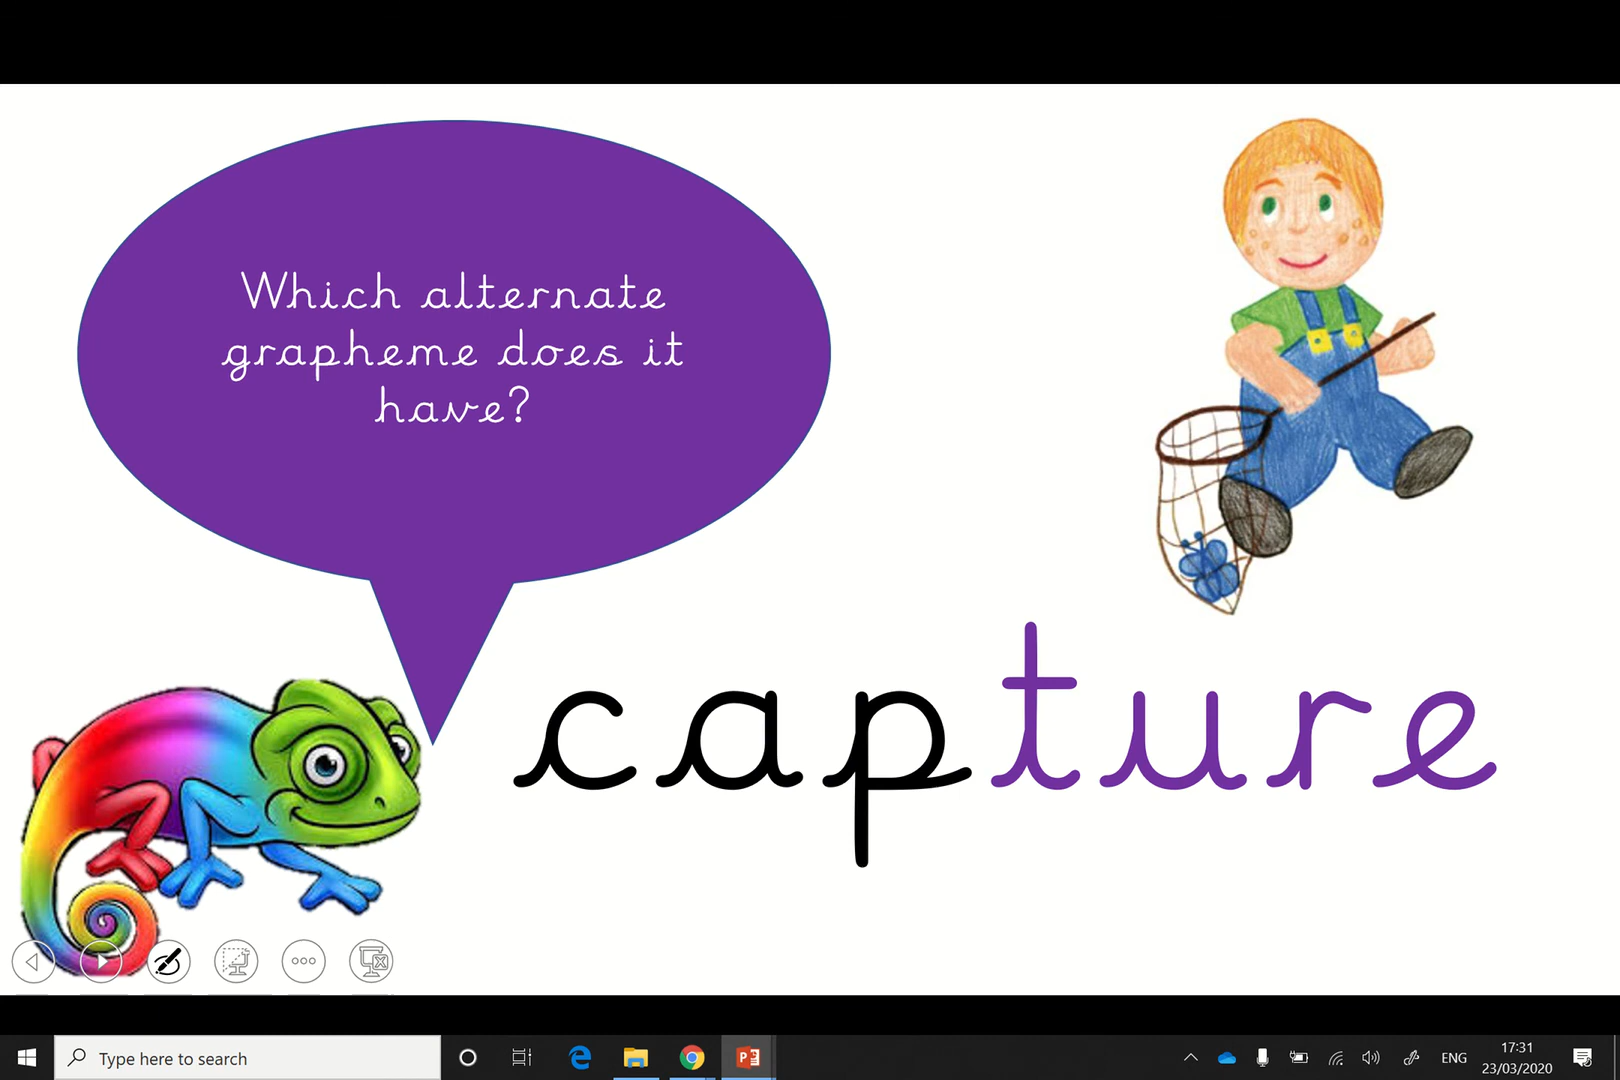 Which alternate
grapheme does it
have?
capture
Type here to search
ENG
17:31
23/03/2020